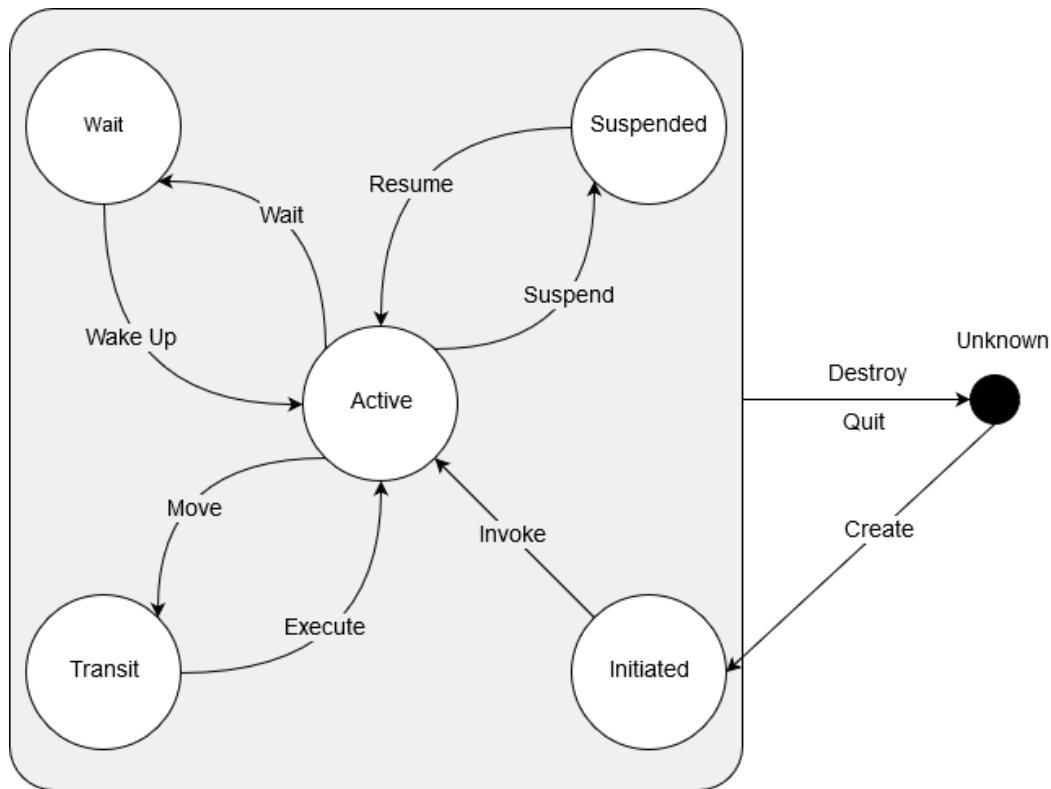 Wait
Suspended
Resume
Wait
Suspend
Wake Up
Unknown
Destroy
Active
Quit
Move
Invoke
Create
Execute
Transit
Initiated